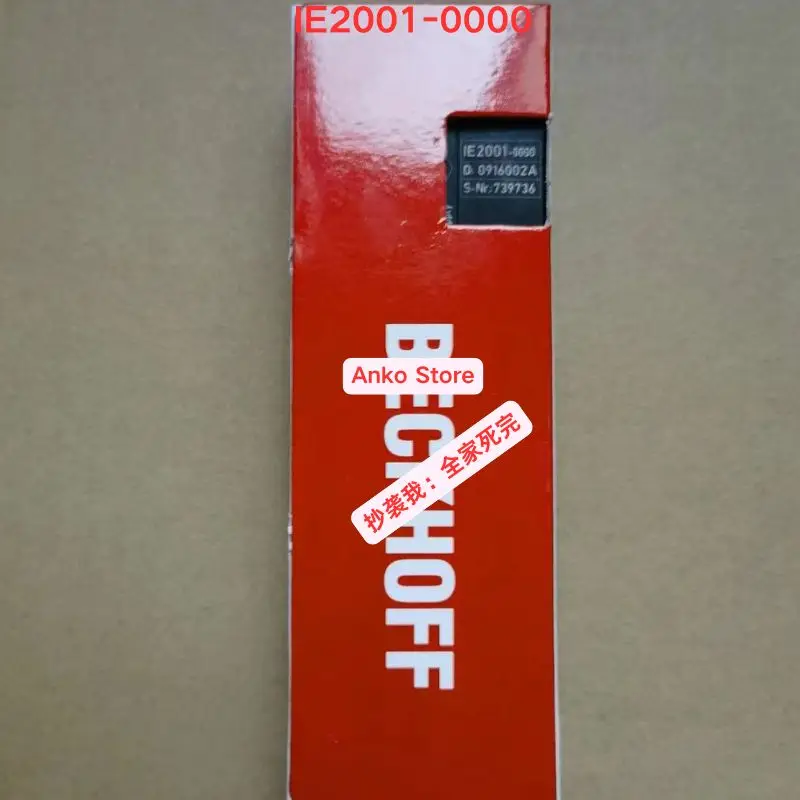 IE2001-0000
IE2001-0000
D: 0916002A
S-Nr:739736
BECKHOFF
Anko Store
抄袭我：全家死完